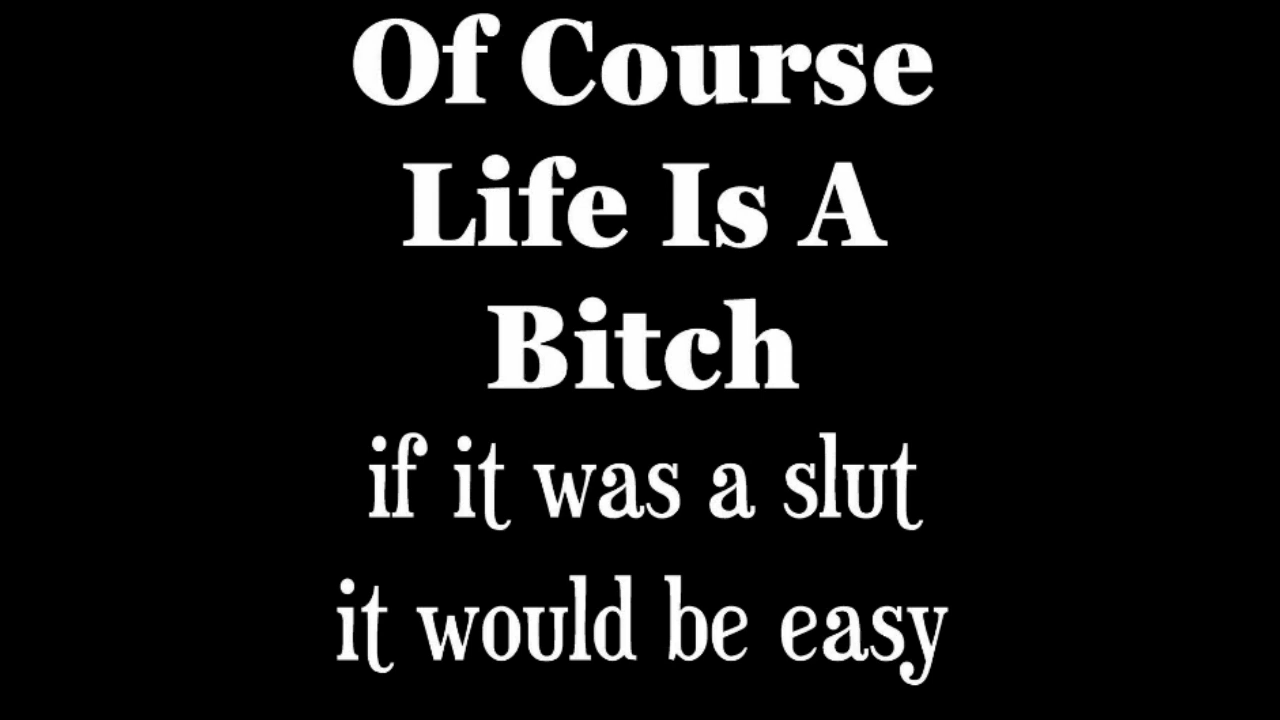 Of Course
Life Is A
Bitch
if it was a slut
it would be easy